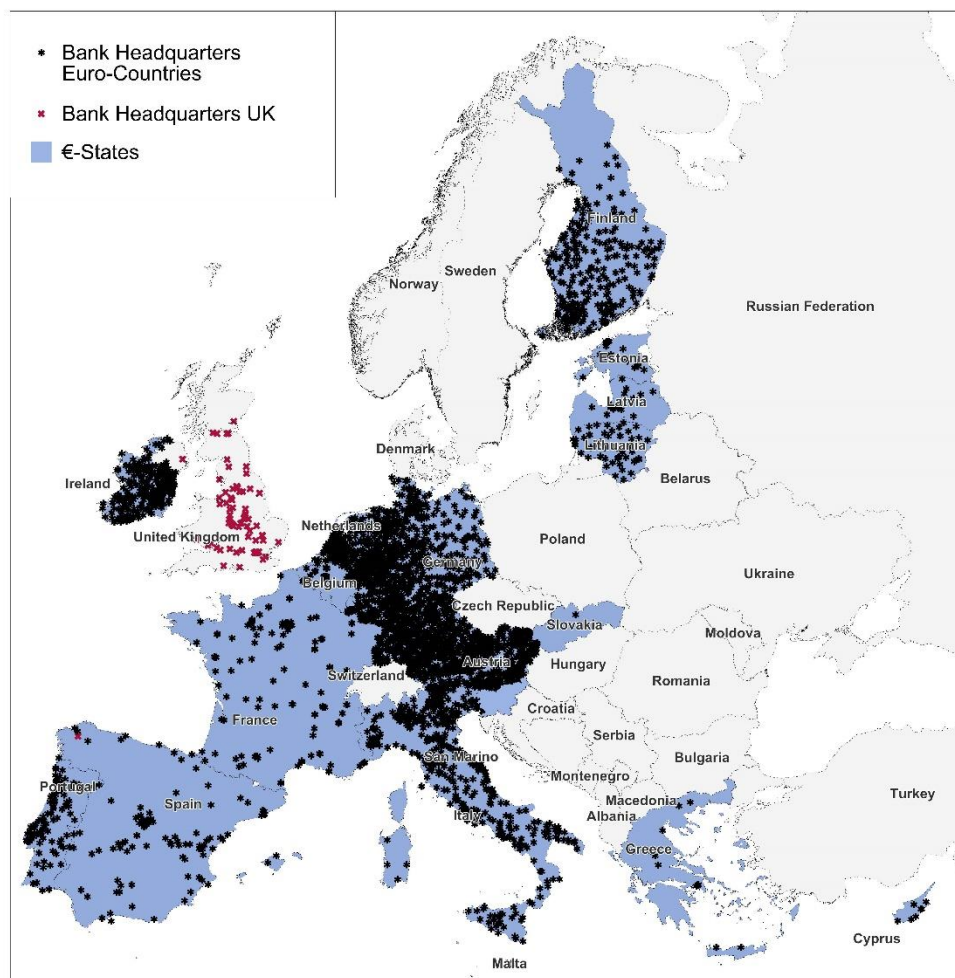 Bank Headquarters
Euro-Countries
Bank Headquarters UK
€-States
Finland
Sweden
Norway
Russian Federation
Estonia
Latvia
Denmark
Lithuania
Ireland
Belarus
Netherlands
United Kingdom
Poland
Germany
Ukraine
Belgium
Czech Republic
Slovakia
Moldova
Austria
Hungary
Switzerland
Romania
Croatia
France
Serbia
San Marino
Bulgaria
Montenegro
Portugal
Turkey
Macedonia
Spain
Albania
Italy
Greece
Cyprus
Malta